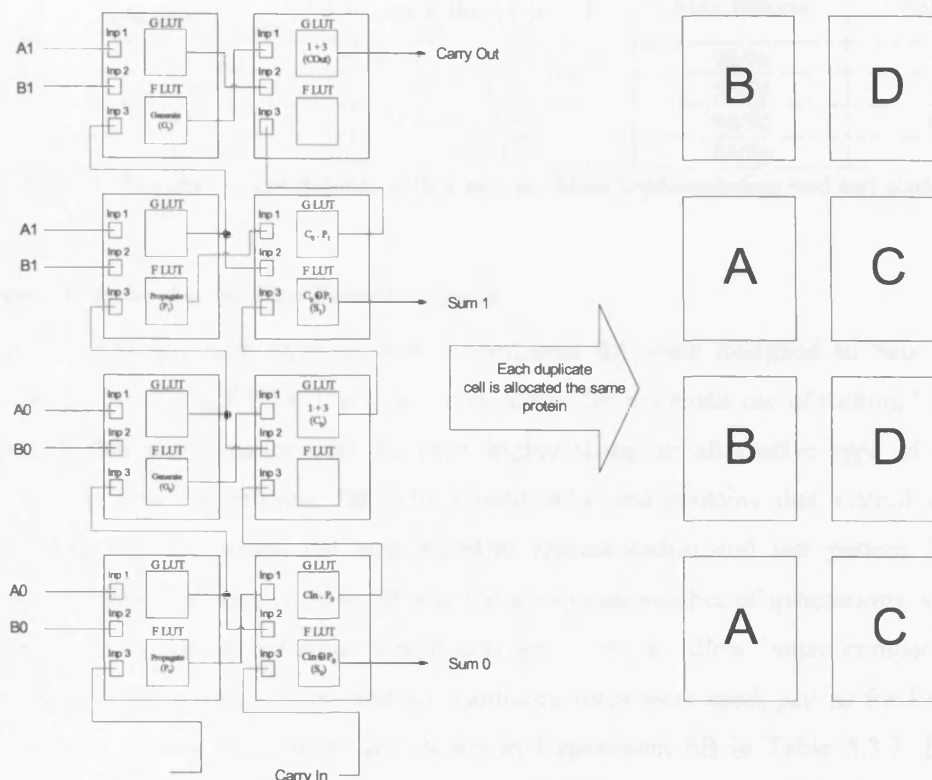 G LUT
Inp 1
A1
Inp 2
B1
F LUT
Inp 3
Generate
(G₁)
G LUT
Inp 1
1 + 3
(COut)
Inp 2
F LUT
Inp 3
Carry Out
G LUT
Inp 1
A1
Inp 2
B1
F LUT
Inp 3
Propagate
(P₁)
G LUT
Inp 1
C₀ . P₁
Inp 2
F LUT
Inp 3
C₀ ⊕ P₁
(S₁)
Sum 1
G LUT
Inp 1
A0
Inp 2
B0
F LUT
Inp 3
Generate
(G₀)
G LUT
Inp 1
1 + 3
(C₀)
Inp 2
F LUT
Inp 3
G LUT
Inp 1
A0
Inp 2
B0
F LUT
Inp 3
Propagate
(P₀)
G LUT
Inp 1
Cin . P₀
Inp 2
F LUT
Inp 3
Cin ⊕ P₀
(S₀)
Sum 0
Carry In
Each duplicate
cell is allocated the same
protein
B D
A C
B D
A C